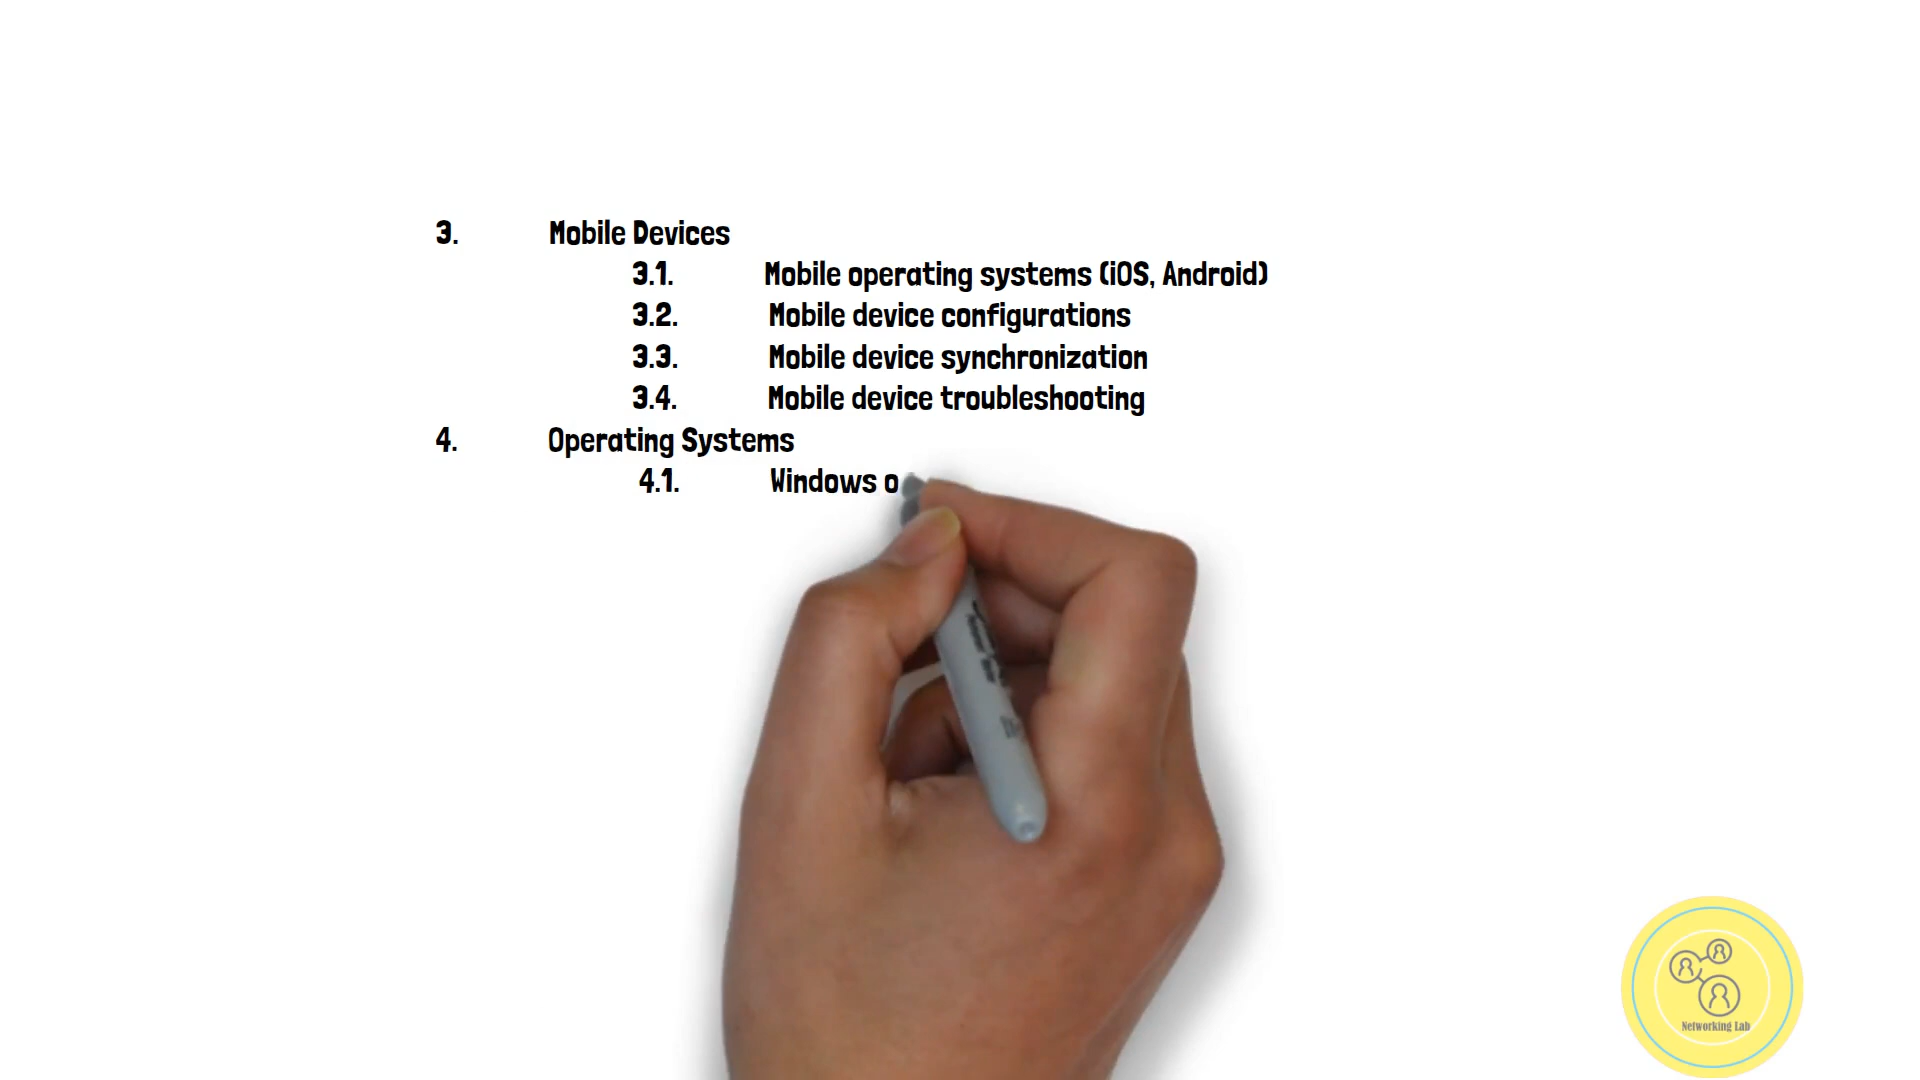 3. Mobile Devices
3.1. Mobile operating systems (iOS, Android)
3.2. Mobile device configurations
3.3. Mobile device synchronization
3.4. Mobile device troubleshooting
4. Operating Systems
4.1. Windows o
Networking Lab